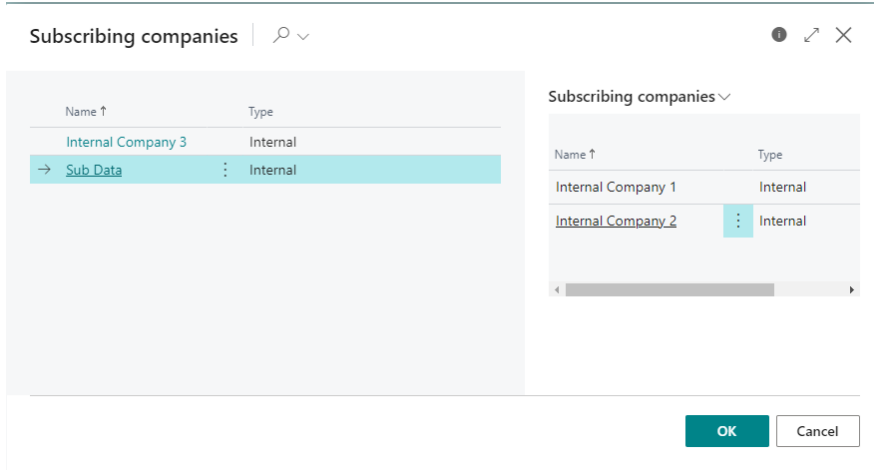 Subscribing companies
Name ↑ Type
Internal Company 3 Internal
→ Sub Data Internal
Subscribing companies
Name ↑ Type
Internal Company 1 Internal
Internal Company 2 Internal
OK Cancel